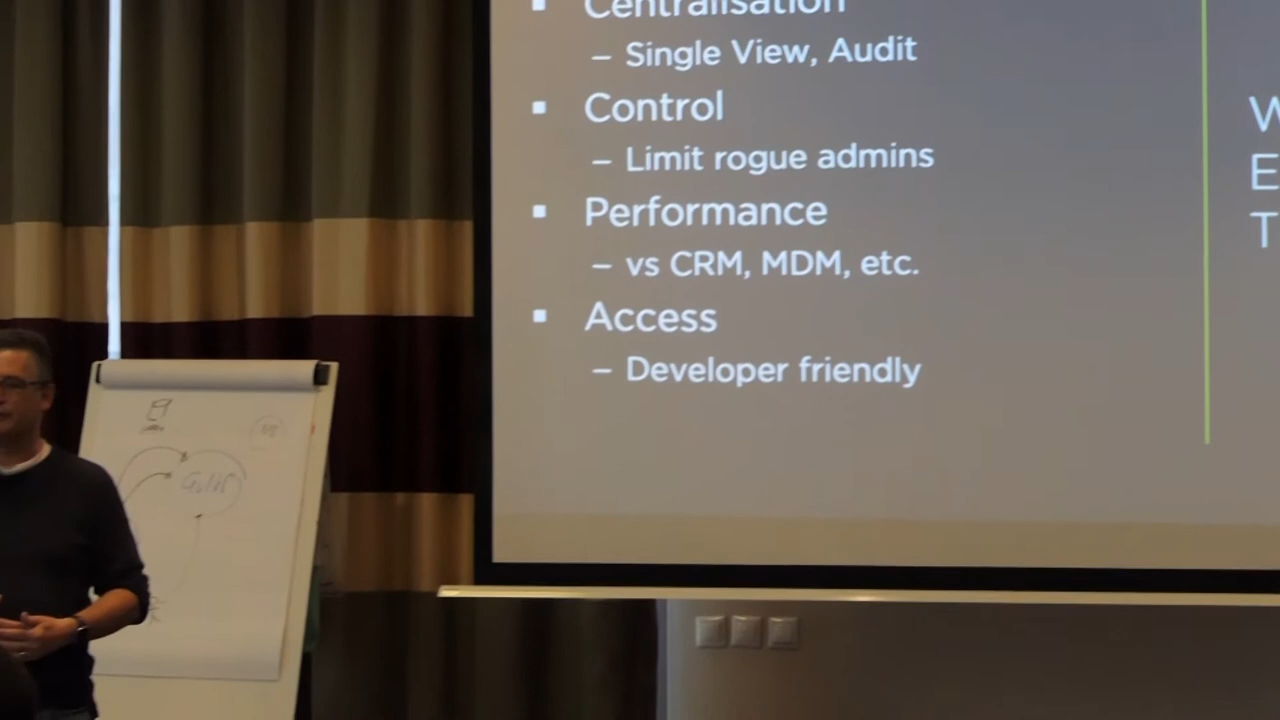 Centralisation
– Single View, Audit
Control
– Limit rogue admins
Performance
– vs CRM, MDM, etc.
Access
– Developer friendly
W
E
T